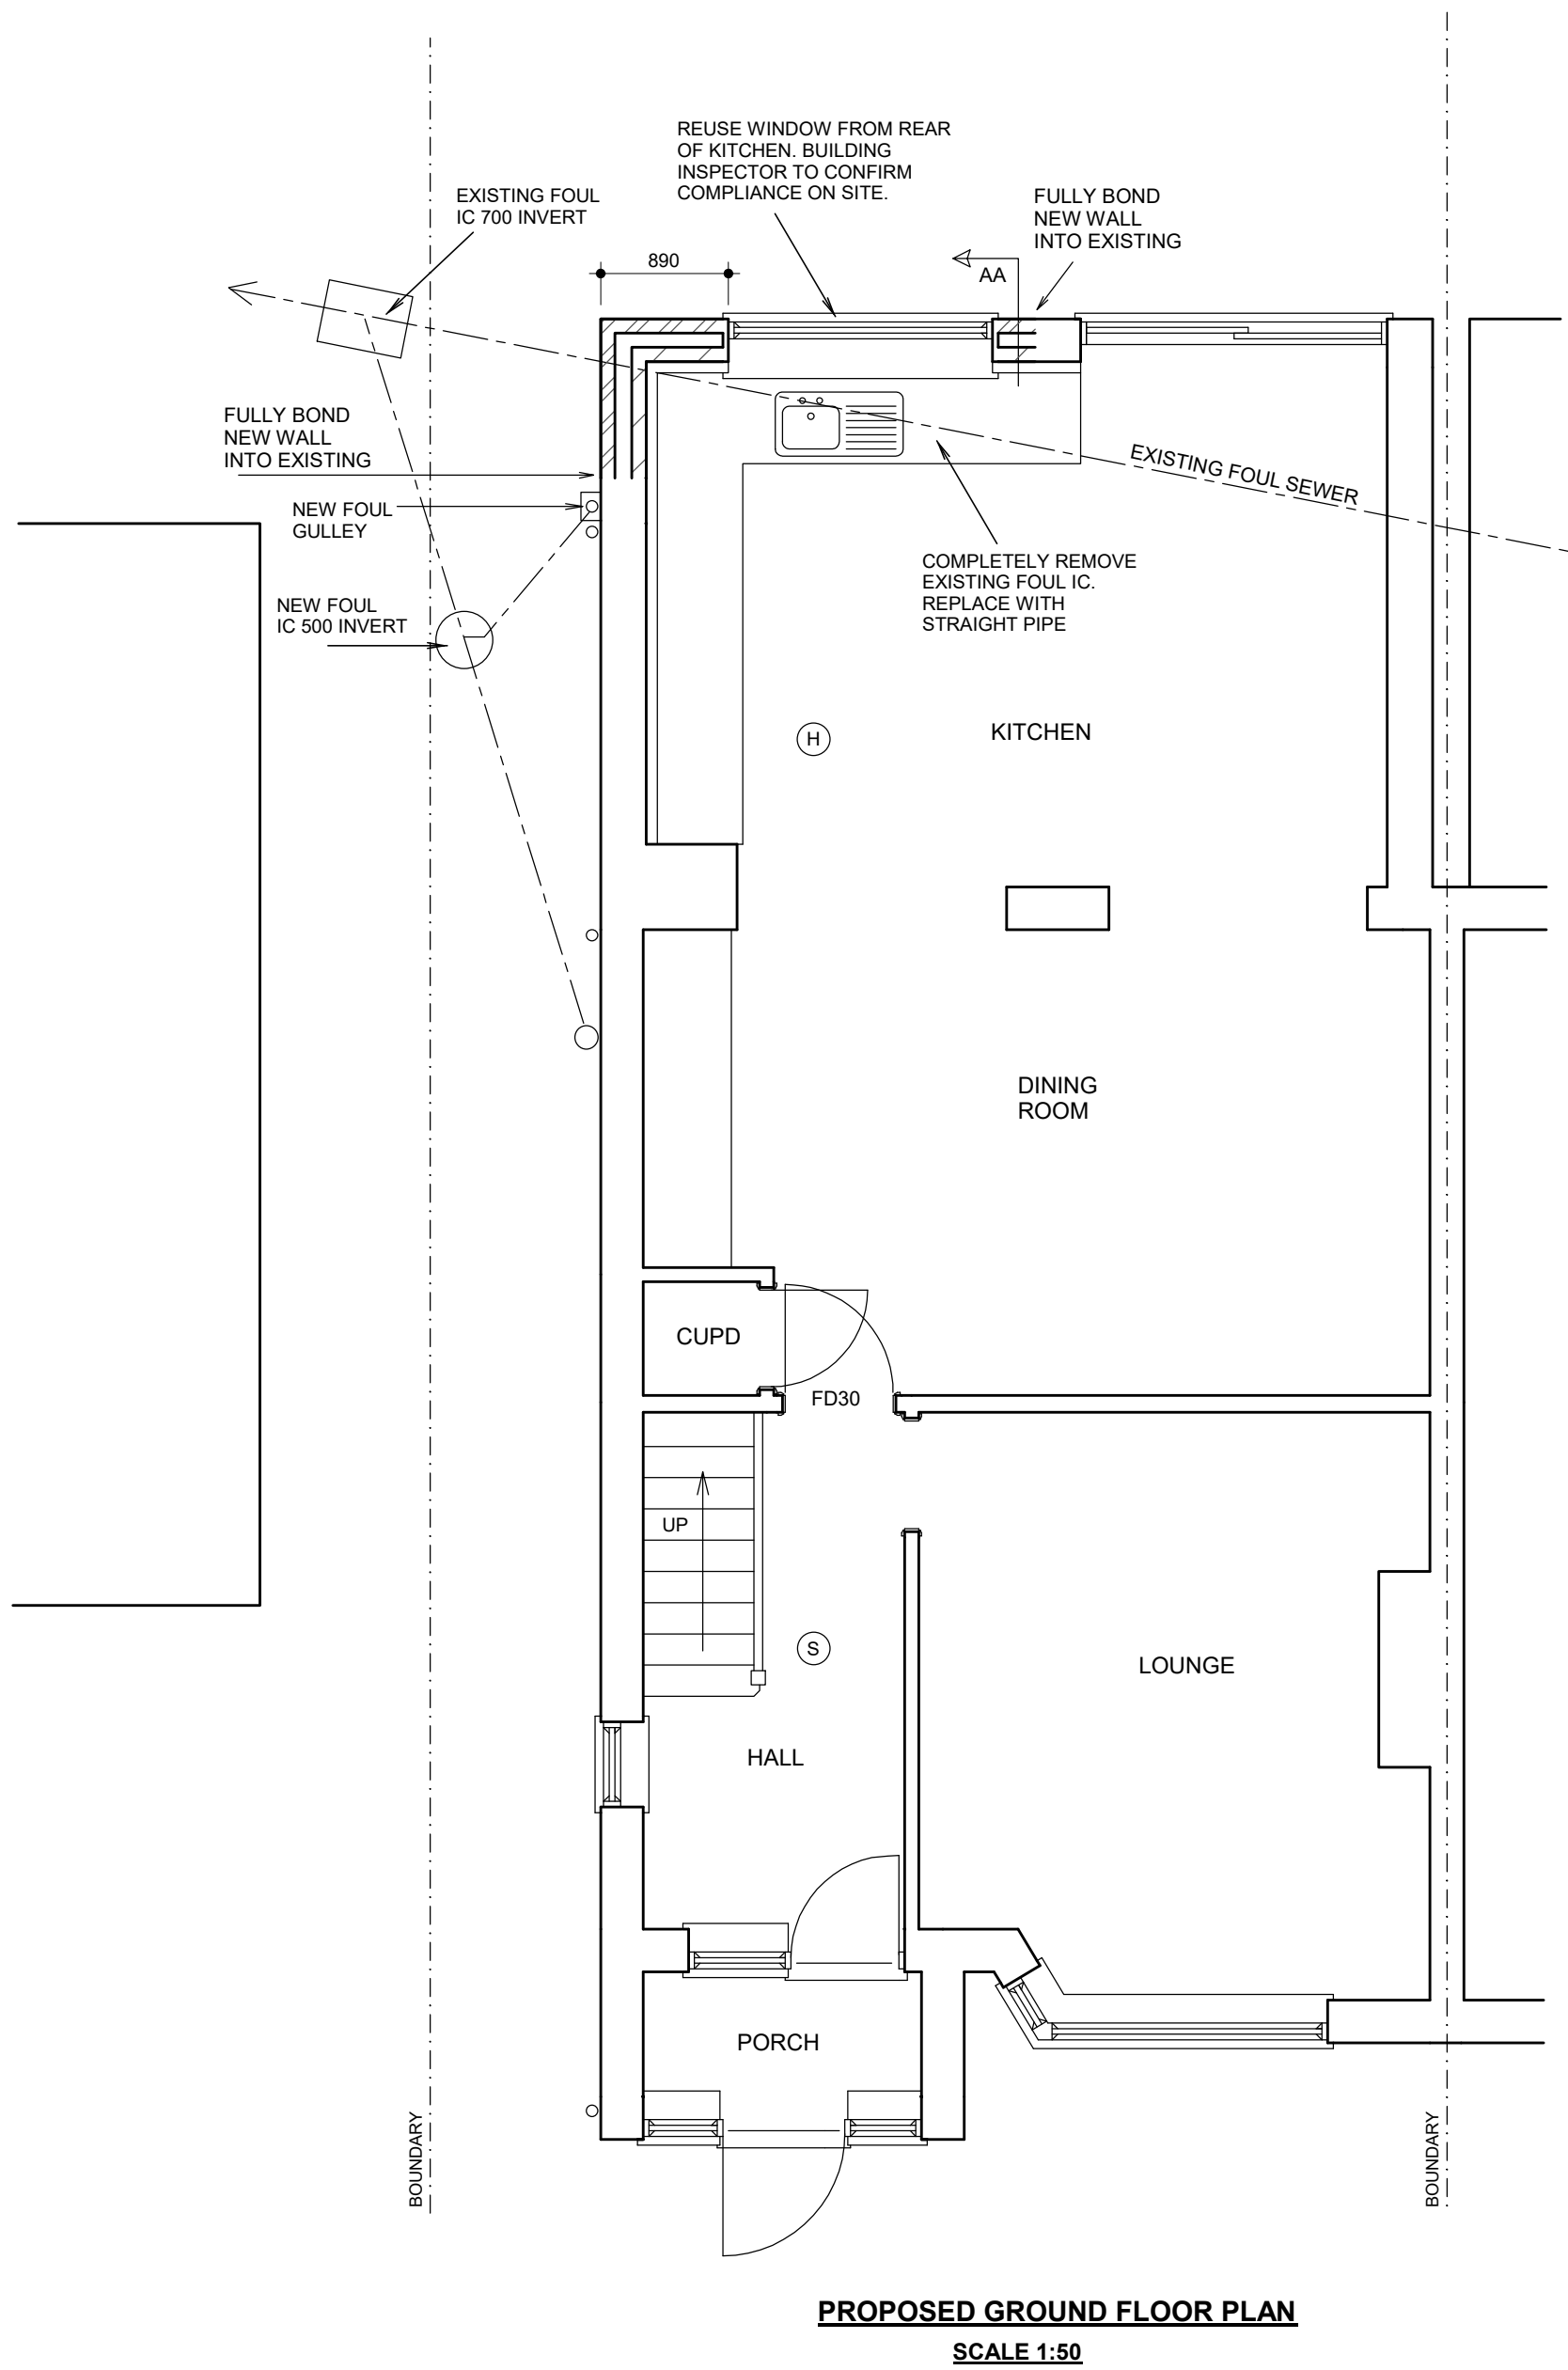 REUSE WINDOW FROM REAR
OF KITCHEN. BUILDING
INSPECTOR TO CONFIRM
COMPLIANCE ON SITE.
EXISTING FOUL
IC 700 INVERT
FULLY BOND
NEW WALL
INTO EXISTING
890
AA
FULLY BOND
NEW WALL
INTO EXISTING
EXISTING FOUL SEWER
NEW FOUL
GULLEY
COMPLETELY REMOVE
EXISTING FOUL IC.
REPLACE WITH
STRAIGHT PIPE
NEW FOUL
IC 500 INVERT
H
KITCHEN
DINING
ROOM
CUPD
FD30
UP
S
LOUNGE
HALL
PORCH
BOUNDARY
BOUNDARY
PROPOSED GROUND FLOOR PLAN
SCALE 1:50